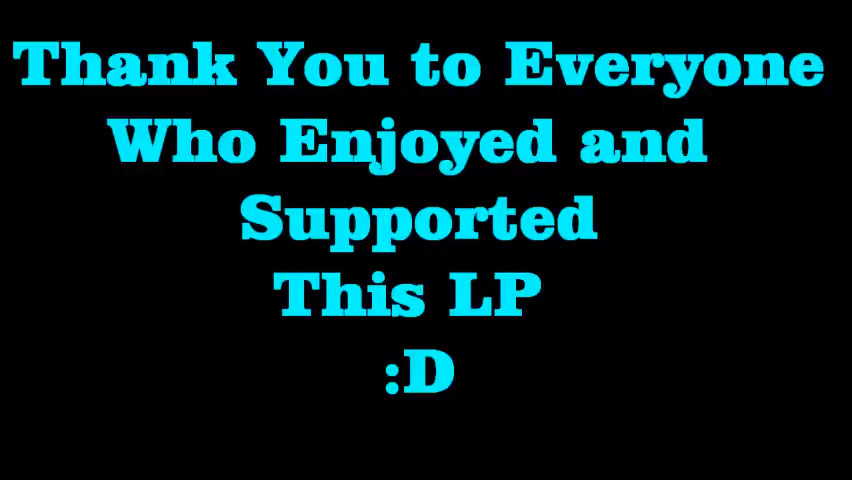 Thank You to Everyone
Who Enjoyed and
Supported
This LP
:D